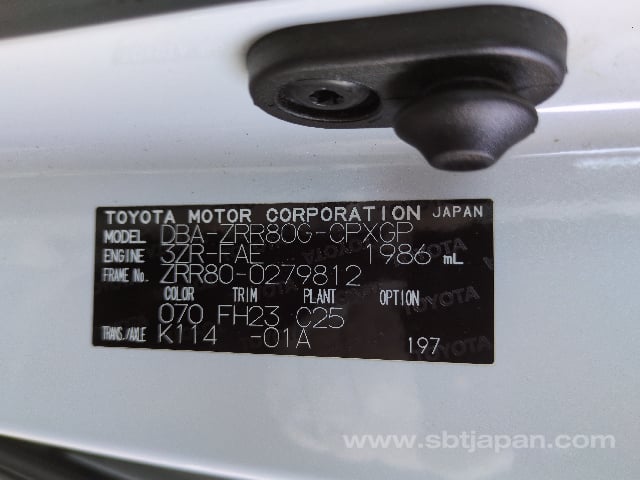 TOYOTA MOTOR CORPORATION JAPAN
MODEL DBA-ZRR80G-CPXGP
ENGINE 3ZR-FAE 1986 mL
FRAME No. ZRR80-0279812
COLOR TRIM PLANT OPTION
070 FH23 C25
TRANS./AXLE K114 -01A 197
www.sbtjapan.com